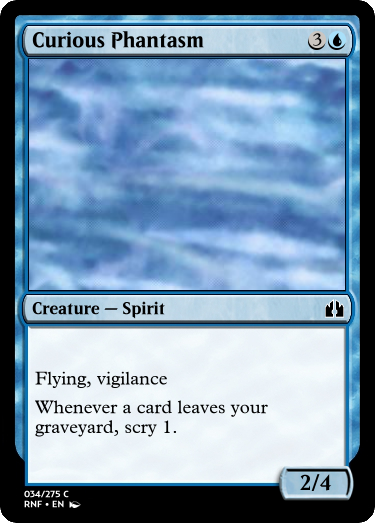 Curious Phantasm 3
Creature — Spirit
Flying, vigilance
Whenever a card leaves your
graveyard, scry 1.
034/275 C
RNF • EN
2/4